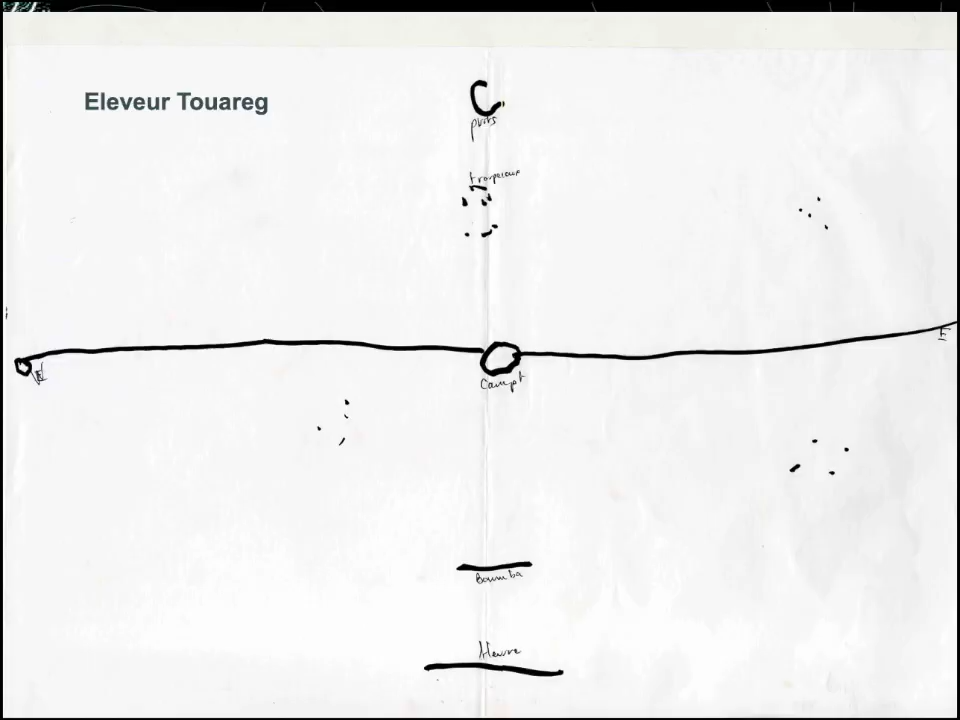 Eleveur Touareg
puits
troupeaux
E
Campt
Boumba
fleuve